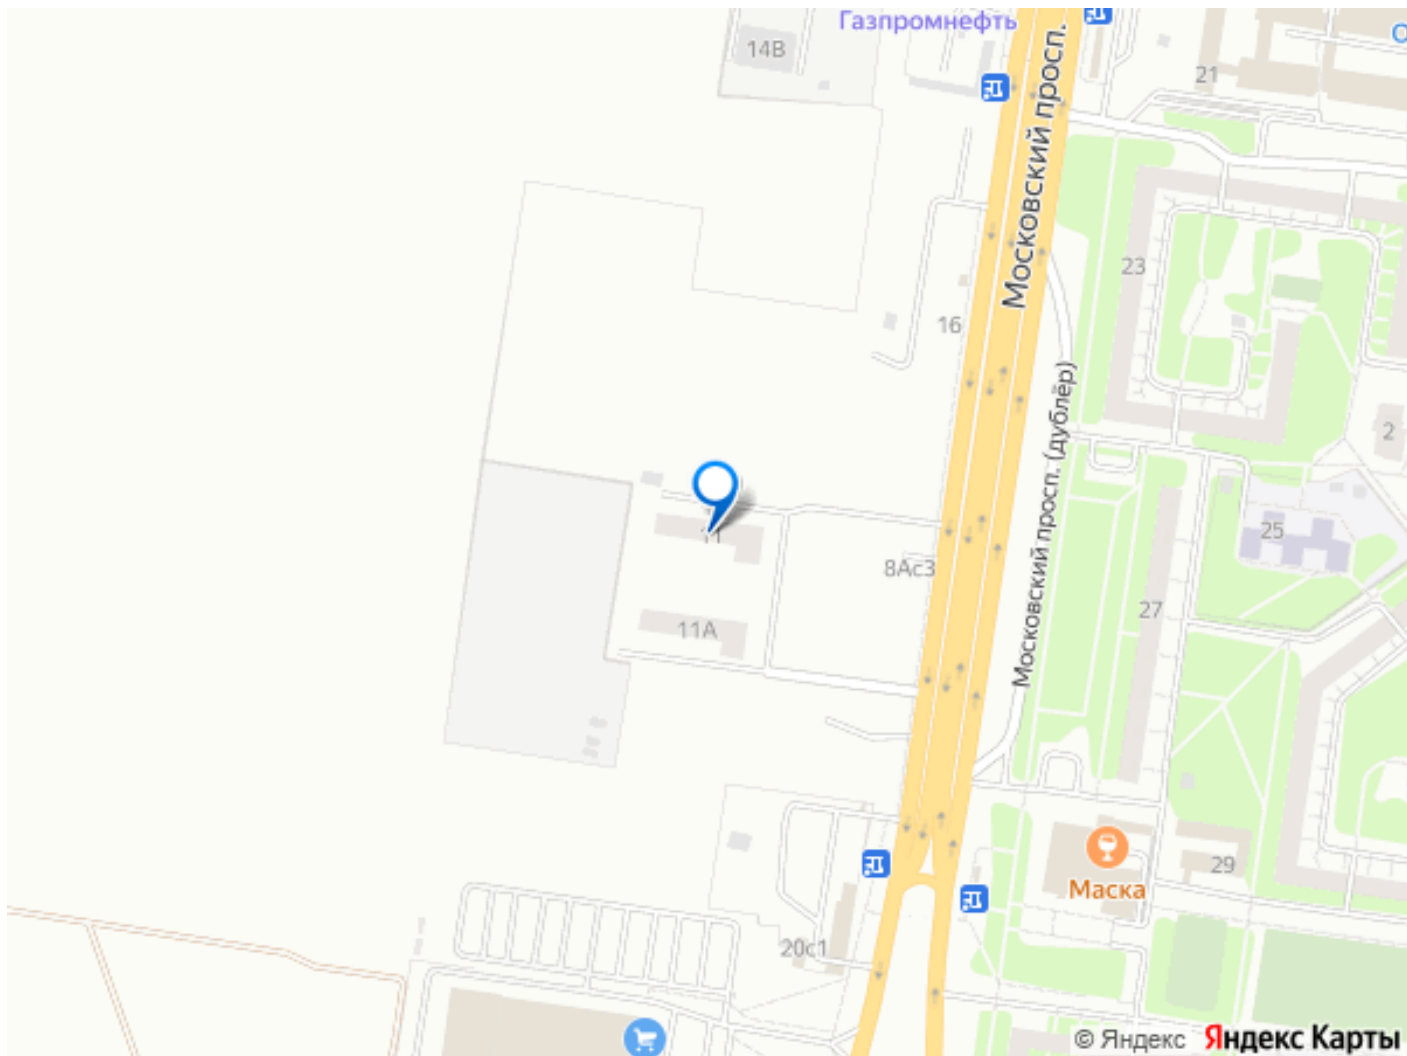 Газпромнефть
О
14В
21
Московский просп.
23
16
Московский просп. (дублёр)
2
11
25
8Ас3
27
11А
Маска
29
20с1
© Яндекс Яндекс Карты